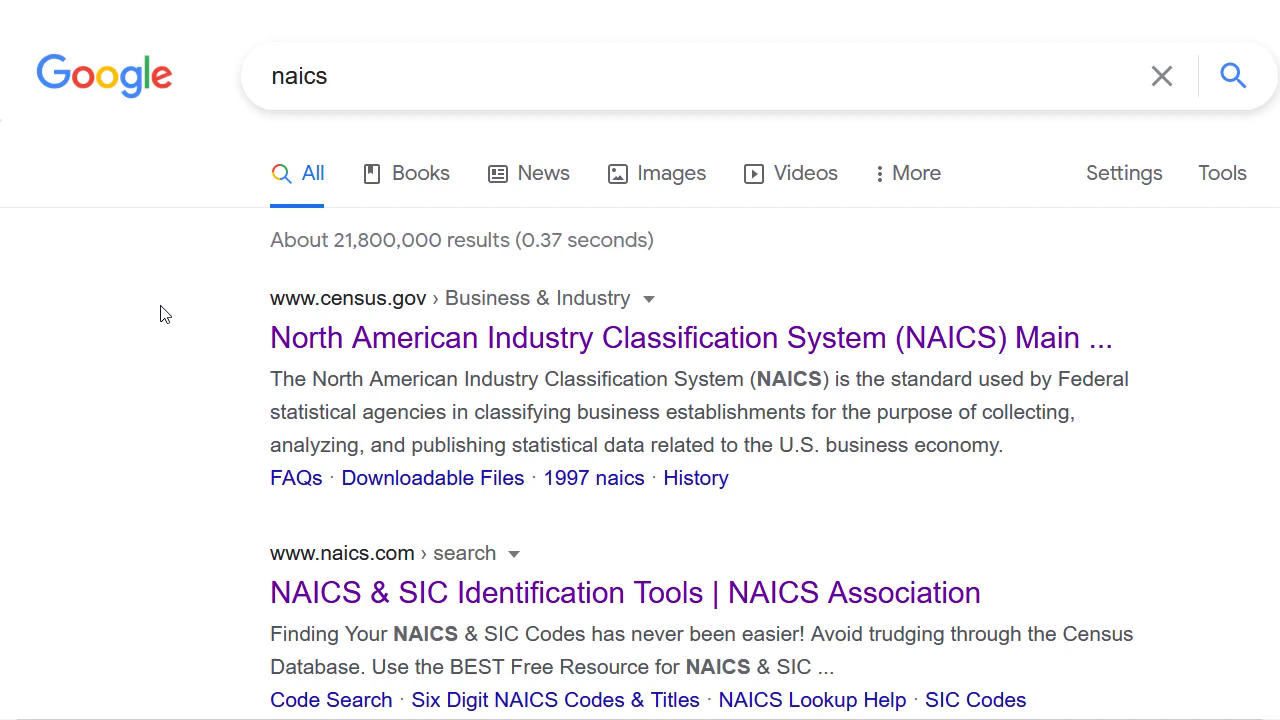 Google
naics
All Books News Images Videos More Settings Tools
About 21,800,000 results (0.37 seconds)
www.census.gov › Business & Industry
North American Industry Classification System (NAICS) Main ...
The North American Industry Classification System (NAICS) is the standard used by Federal
statistical agencies in classifying business establishments for the purpose of collecting,
analyzing, and publishing statistical data related to the U.S. business economy.
FAQs · Downloadable Files · 1997 naics · History
www.naics.com › search
NAICS & SIC Identification Tools | NAICS Association
Finding Your NAICS & SIC Codes has never been easier! Avoid trudging through the Census
Database. Use the BEST Free Resource for NAICS & SIC ...
Code Search · Six Digit NAICS Codes & Titles · NAICS Lookup Help · SIC Codes